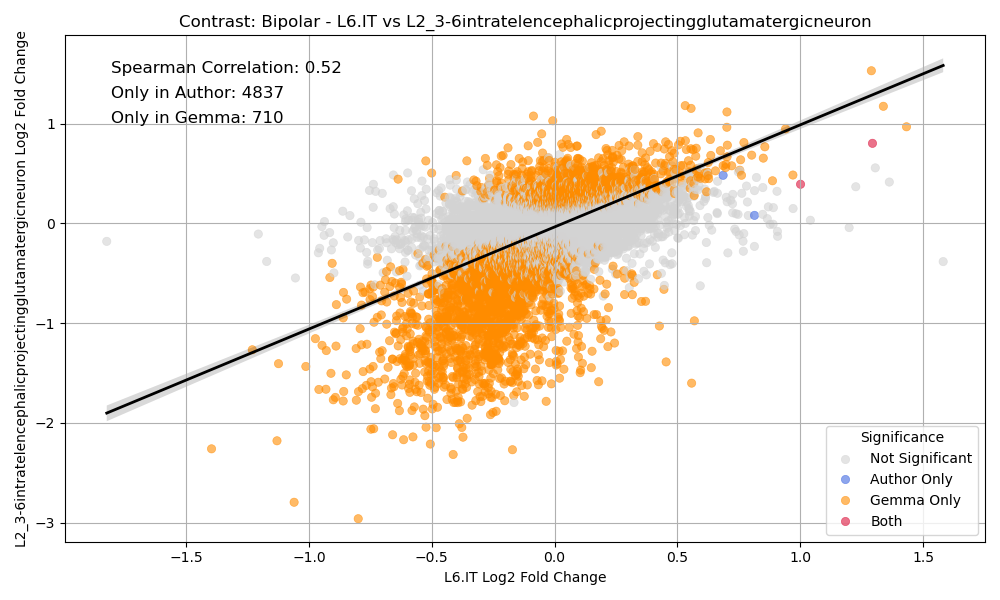 Contrast: Bipolar - L6.IT vs L2_3-6intratelencephalicprojectingglutamatergicneuron
L2_3-6intratelencephalicprojectingglutamatergicneuron Log2 Fold Change
Spearman Correlation: 0.52
Only in Author: 4837
Only in Gemma: 710
1
0
−1
−2
−3
Significance
Not Significant
Author Only
Gemma Only
Both
−1.5
−1.0
−0.5
0.0
0.5
1.0
1.5
L6.IT Log2 Fold Change